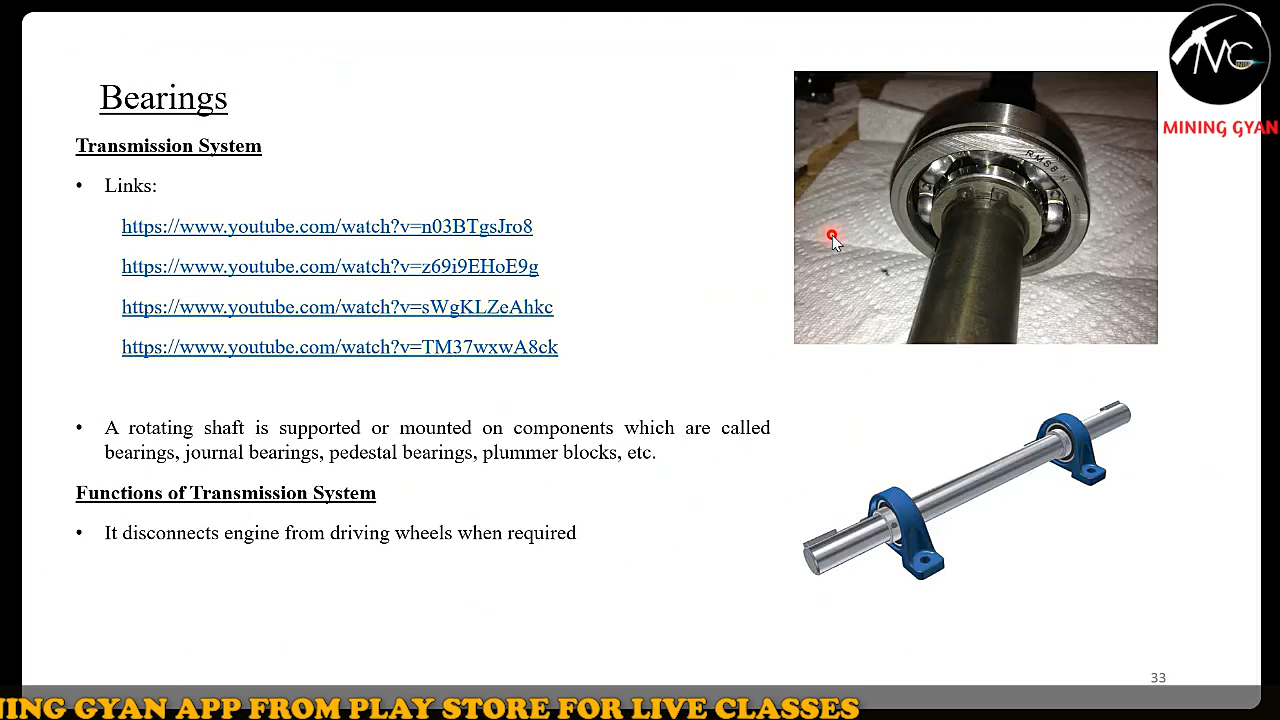 Bearings
Transmission System
• Links:
https://www.youtube.com/watch?v=n03BTgsJro8
https://www.youtube.com/watch?v=z69i9EHoE9g
https://www.youtube.com/watch?v=sWgKLZeAhkc
https://www.youtube.com/watch?v=TM37wxwA8ck
• A rotating shaft is supported or mounted on components which are called
bearings, journal bearings, pedestal bearings, plummer blocks, etc.
Functions of Transmission System
• It disconnects engine from driving wheels when required
RMS8 N
MG
MINING GYAN
33
NING GYAN APP FROM PLAY STORE FOR LIVE CLASSES